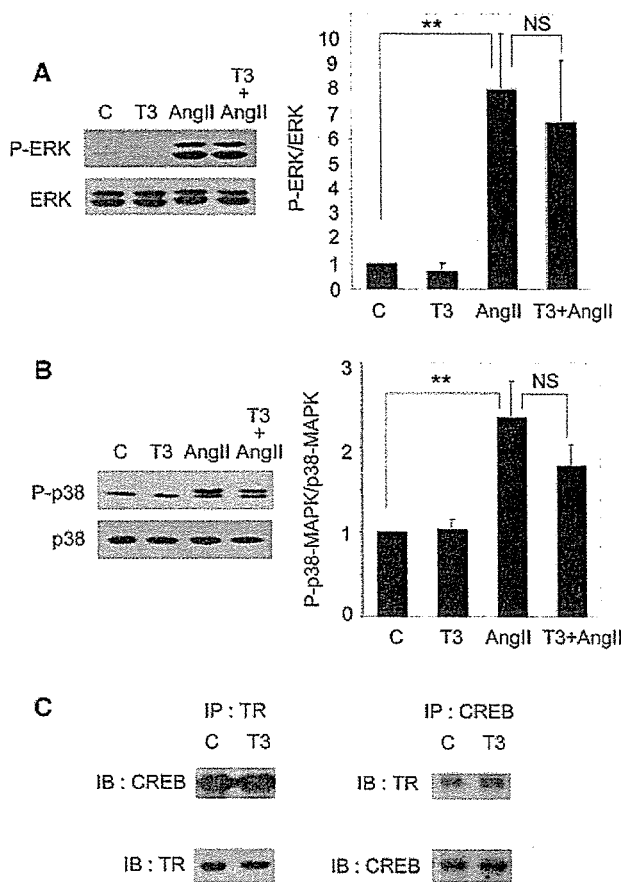 A
T3
+
C T3 AngII AngII
P-ERK
ERK
P-ERK/ERK
10
9
8
7
6
5
4
3
2
1
0
** NS
C T3 AngII T3+AngII
B
T3
+
C T3 AngII AngII
P-p38
p38
P-p38-MAPK/p38-MAPK
3
2
1
0
** NS
C T3 AngII T3+AngII
C
IP : TR IP : CREB
C T3 C T3
IB : CREB IB : TR
IB : TR IB : CREB